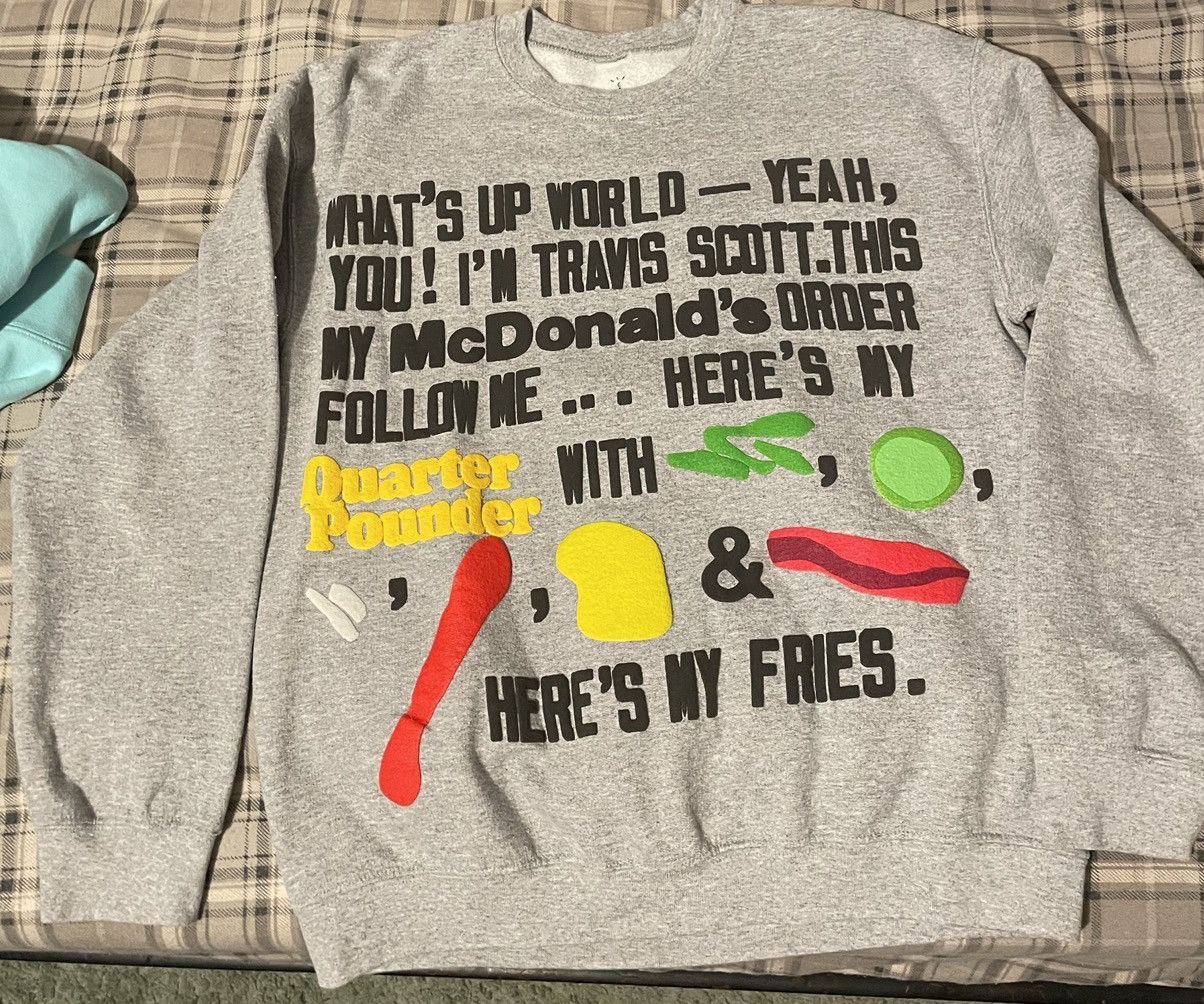 WHAT'S UP WORLD — YEAH,
YOU! I'M TRAVIS SCOTT.THIS
MY McDonald's ORDER
FOLLOW ME ... HERE'S MY
Quarter
Pounder WITH , ,
, , &
HERE'S MY FRIES.